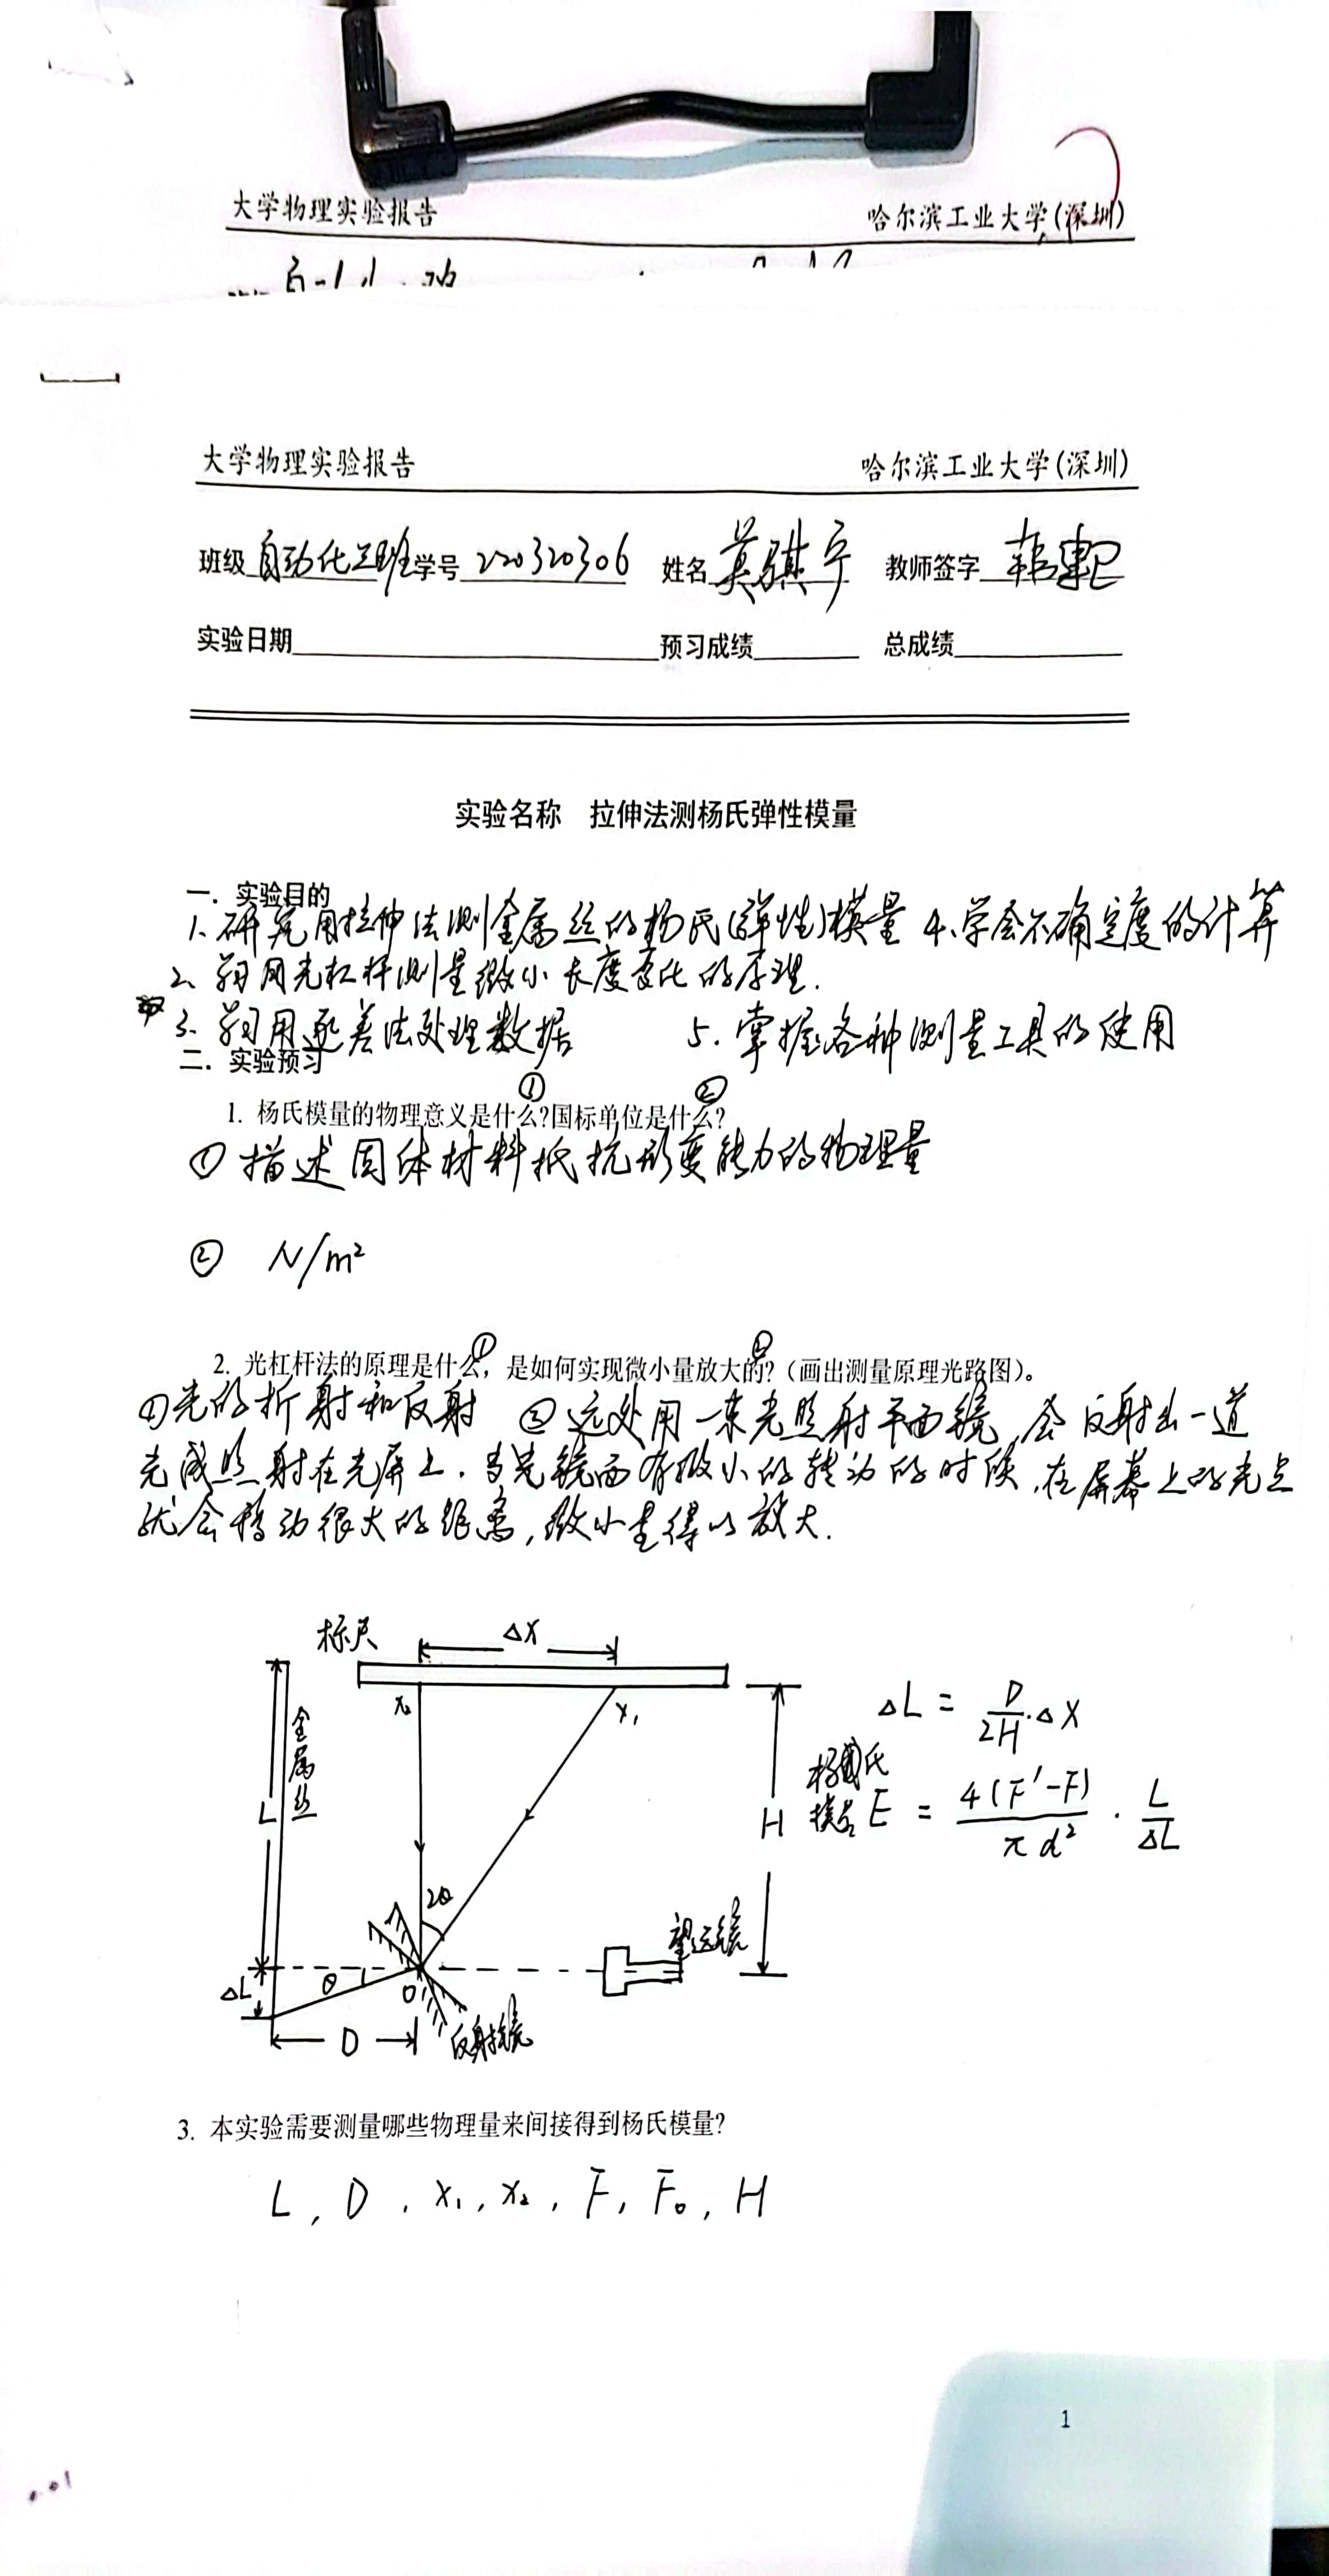 大学物理实验报告 哈尔滨工业大学(深圳)
大学物理实验报告 哈尔滨工业大学(深圳)
班级 自动化三班 学号 220320306 姓名 莫骐宁 教师签字
实验日期 预习成绩 总成绩
实验名称 拉伸法测杨氏弹性模量
一. 实验目的
1、研究用拉伸法测金属丝的杨氏(弹性)模量 4、学会不确定度的计算
2、学习用光杠杆测量微小长度变化的原理.
3、学习用逐差法处理数据 5. 掌握各种测量工具的使用
二. 实验预习
① ②
1. 杨氏模量的物理意义是什么?国标单位是什么?
① 描述固体材料抵抗形变能力的物理量
② N/m²
① ②
2. 光杠杆法的原理是什么，是如何实现微小量放大的?（画出测量原理光路图）。
①光的折射和反射 ②远处用一束光照射平面镜，会反射出一道
光线照射在光屏上. 当光镜面有微小的转动的时候,在屏幕上的光点
就会移动很大的距离,微小量得以放大.
标尺 ΔX
x₀ x₁
金属丝
L
H
ΔL = D/2H · ΔX
杨氏
模量 E = 4(F'-F)/πd² · L/ΔL
2θ
望远镜
ΔL θ O
D 反射镜
3. 本实验需要测量哪些物理量来间接得到杨氏模量?
L, D, x₁, x₂, F, F₀, H
1